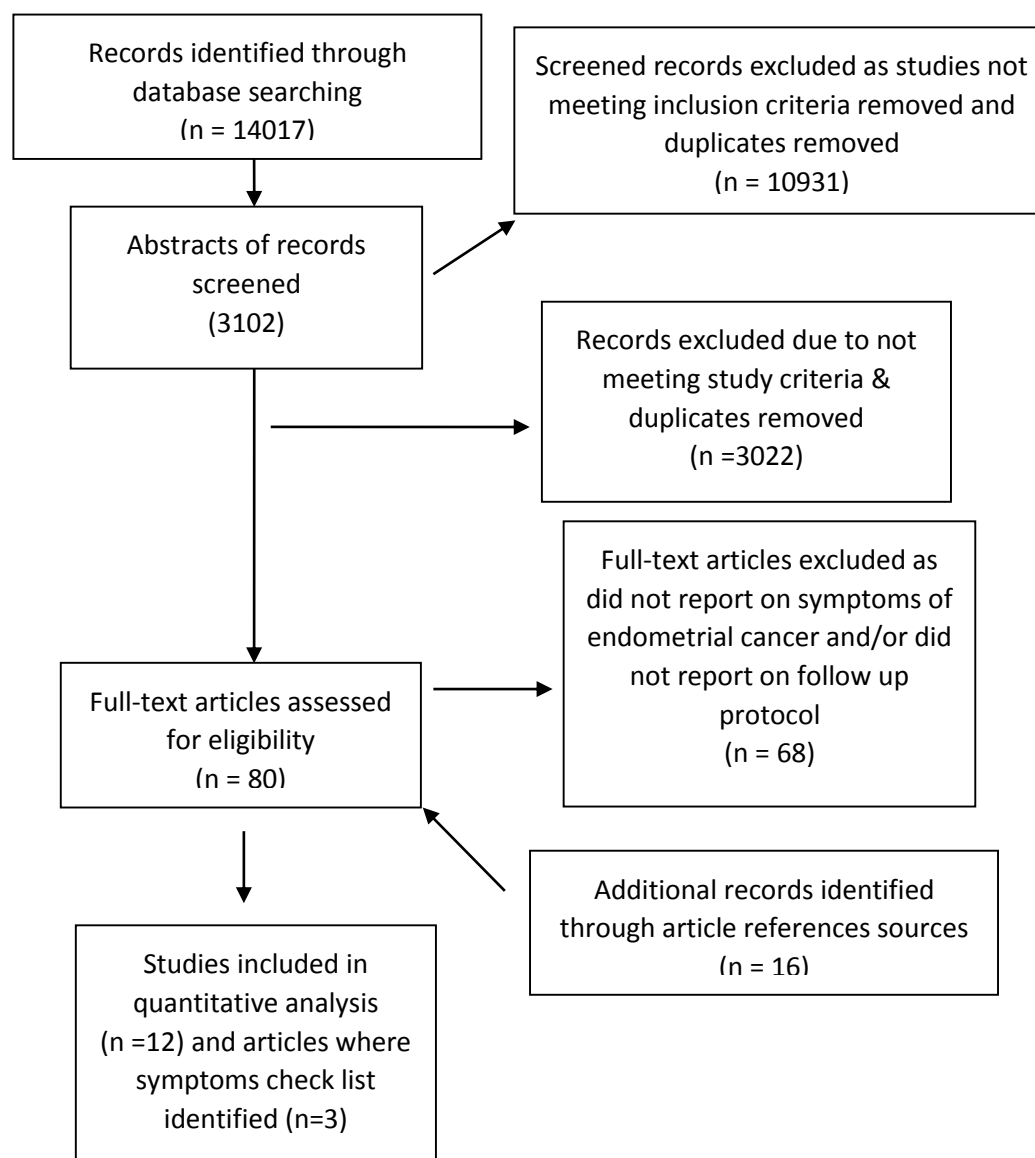 Records identified through
database searching
(n = 14017)
Screened records excluded as studies not
meeting inclusion criteria removed and
duplicates removed
(n = 10931)
Abstracts of records
screened
(3102)
Records excluded due to not
meeting study criteria &
duplicates removed
(n =3022)
Full-text articles excluded as
did not report on symptoms of
endometrial cancer and/or did
not report on follow up
protocol
(n = 68)
Full-text articles assessed
for eligibility
(n = 80)
Additional records identified
through article references sources
(n = 16)
Studies included in
quantitative analysis
(n =12) and articles where
symptoms check list
identified (n=3)